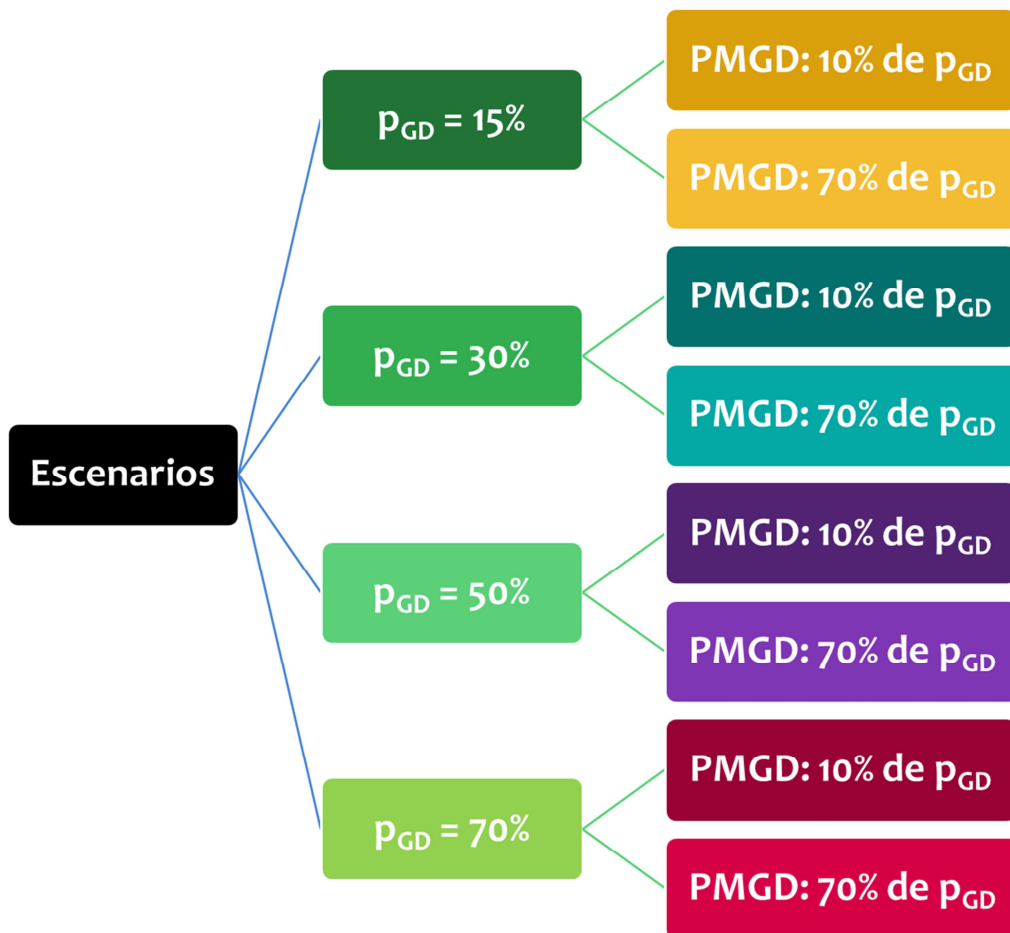 Escenarios
pGD = 15%
PMGD: 10% de pGD
PMGD: 70% de pGD
pGD = 30%
PMGD: 10% de pGD
PMGD: 70% de pGD
pGD = 50%
PMGD: 10% de pGD
PMGD: 70% de pGD
pGD = 70%
PMGD: 10% de pGD
PMGD: 70% de pGD